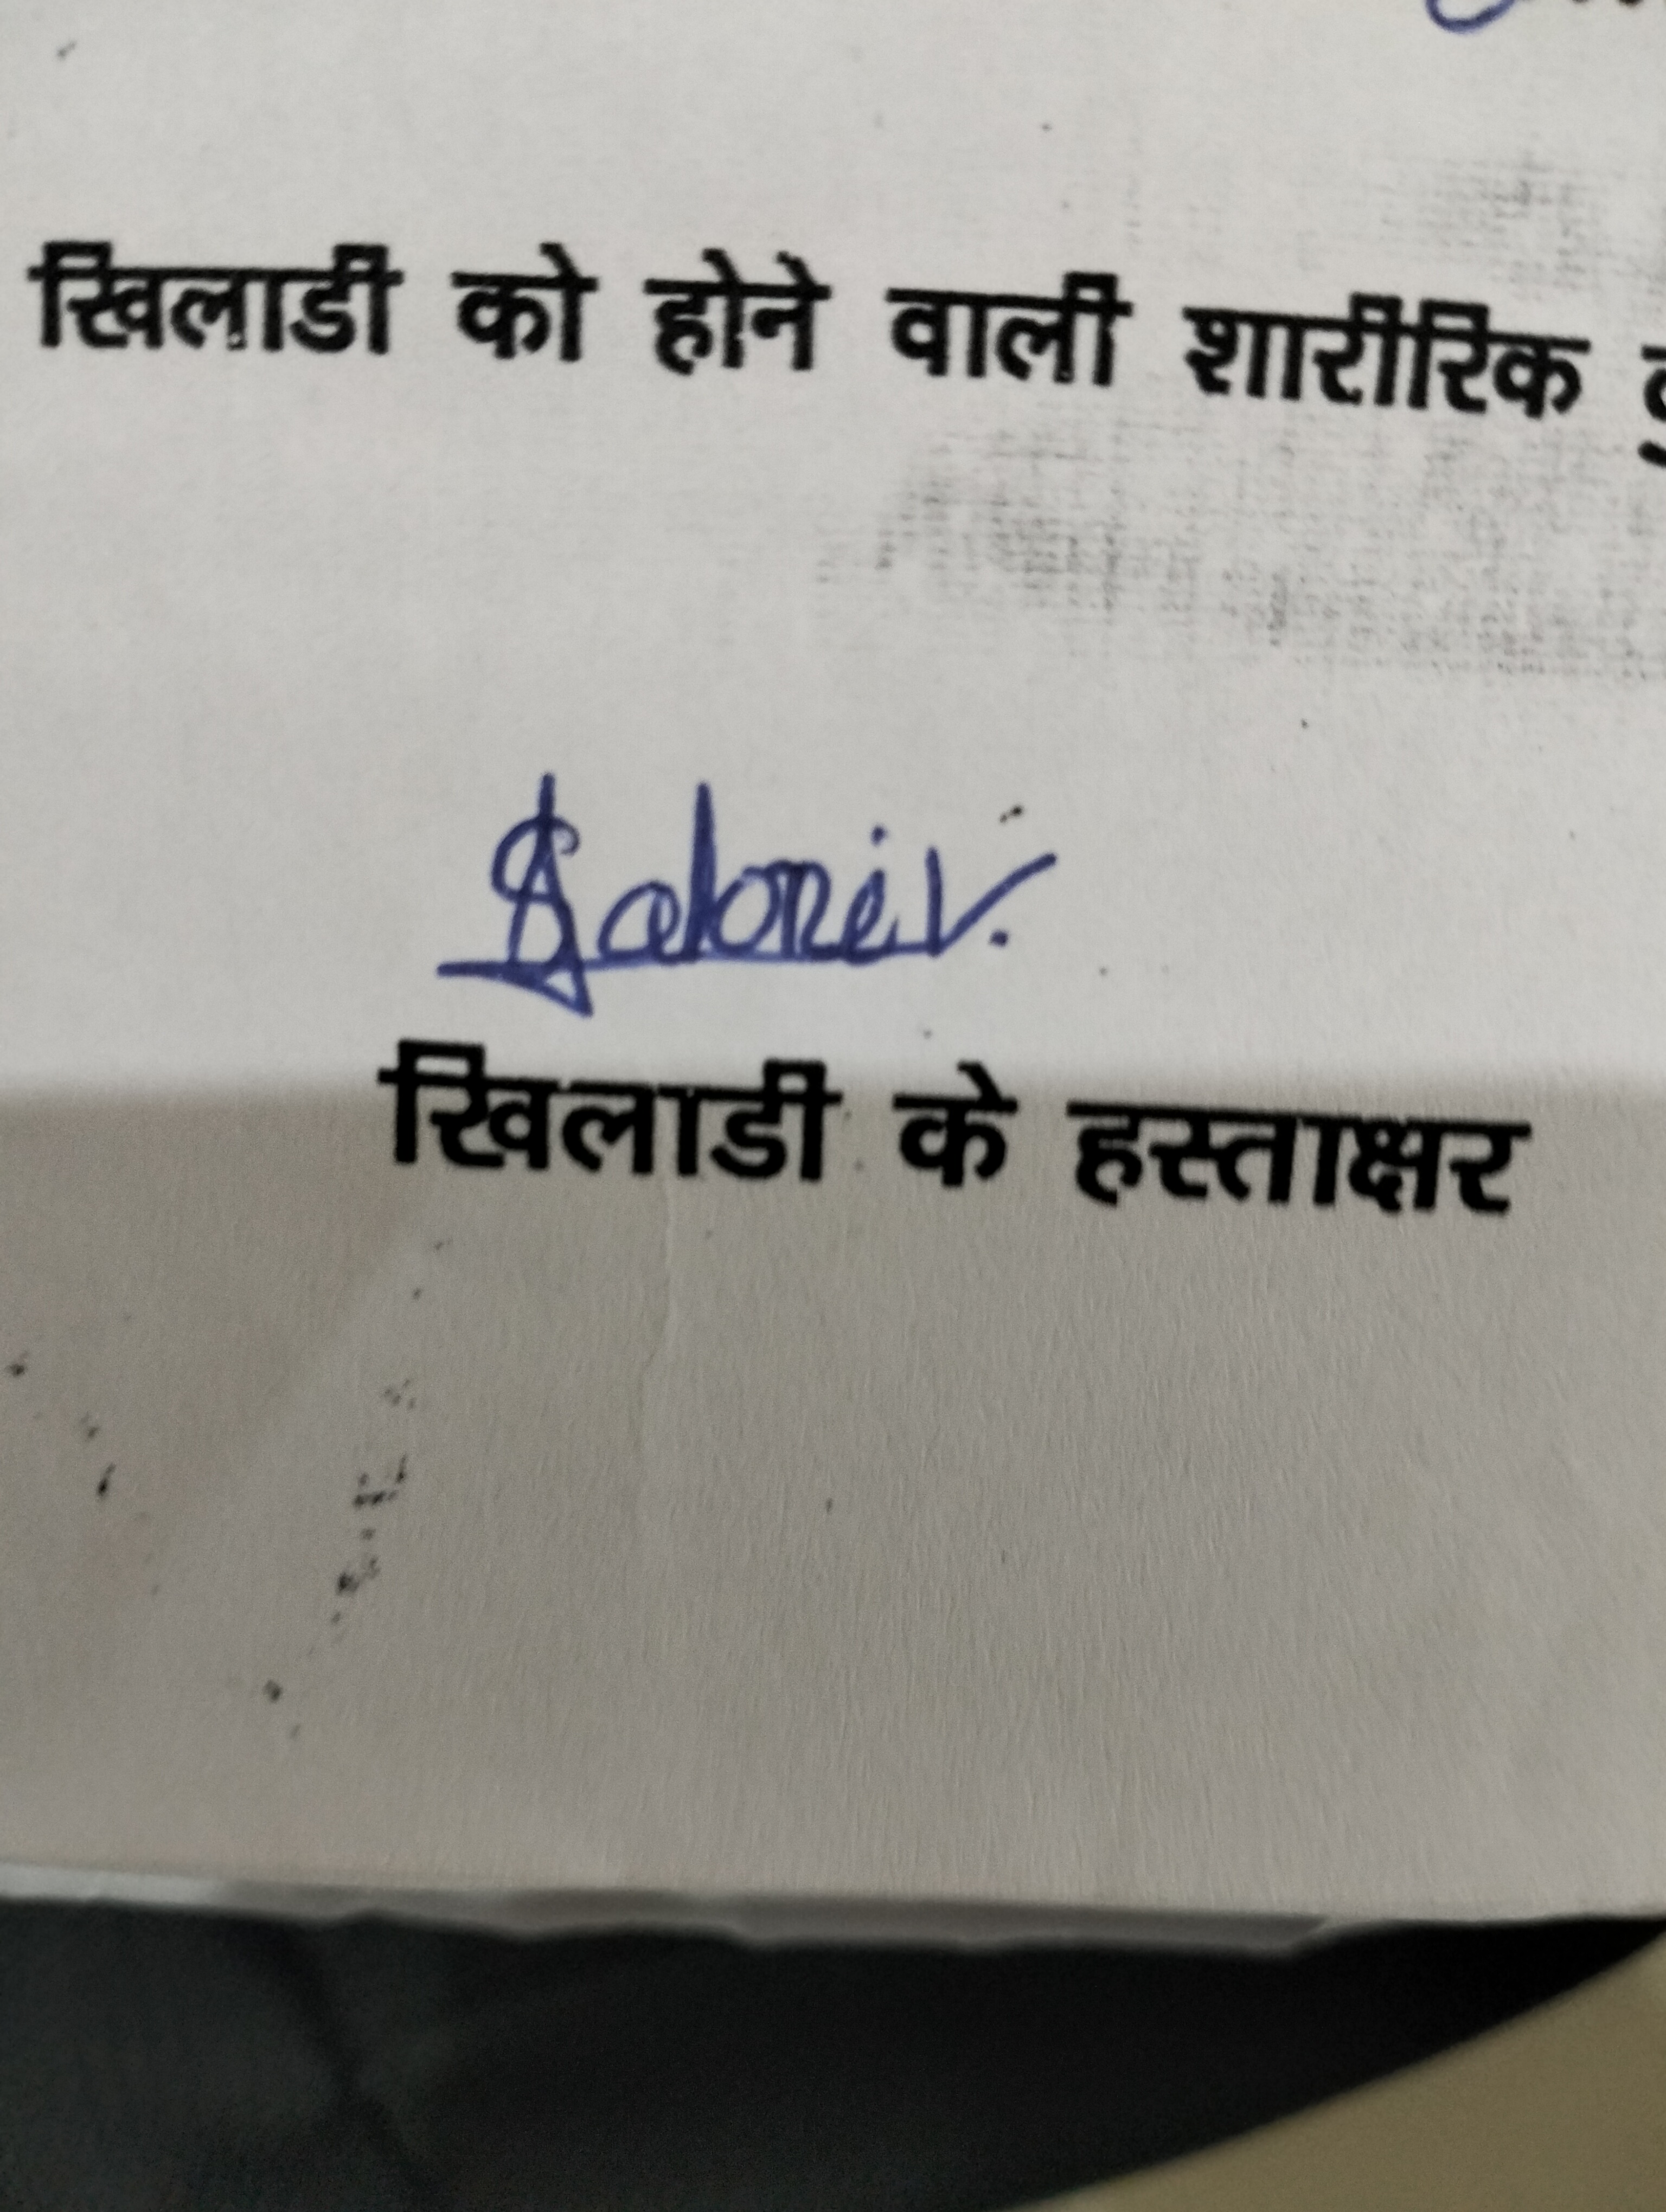 खिलाडी को होने वाली शारीरिक
Saloni V.
खिलाडी के हस्ताक्षर